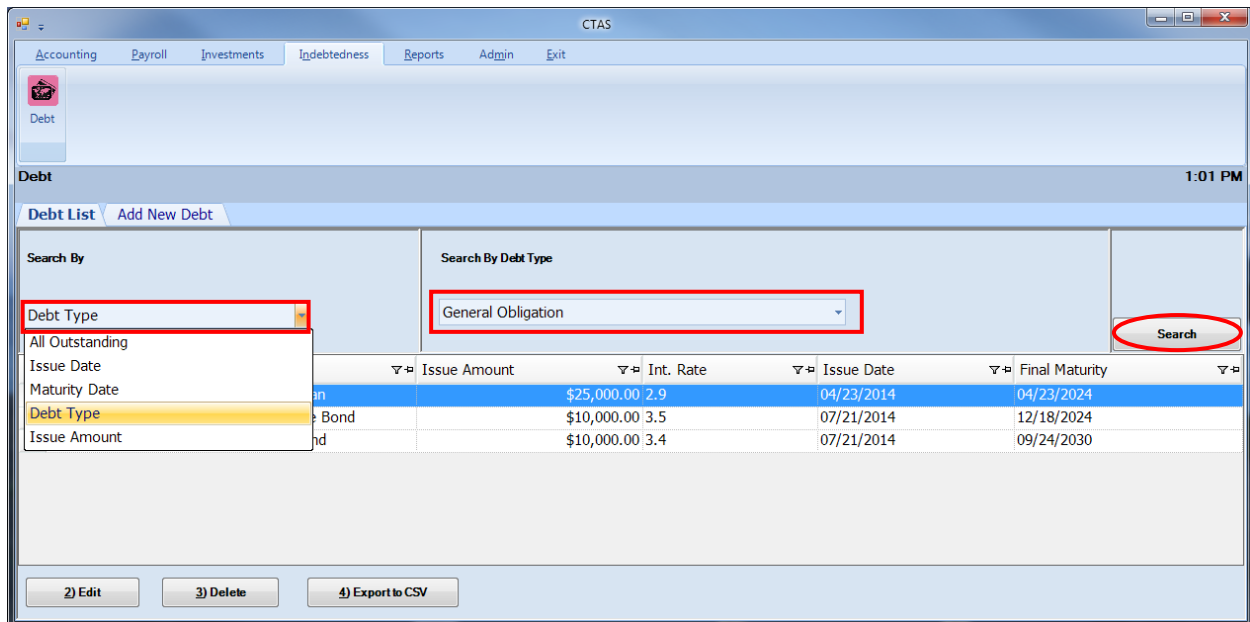 CTAS
Accounting Payroll Investments Indebtedness Reports Admin Exit
Debt
Debt 1:01 PM
Debt List Add New Debt
Search By Search By Debt Type
Debt Type General Obligation
Search
All Outstanding
Issue Date
Maturity Date
Debt Type
Issue Amount
Issue Amount Int. Rate Issue Date Final Maturity
$25,000.00 2.9 04/23/2014 04/23/2024
Bond $10,000.00 3.5 07/21/2014 12/18/2024
$10,000.00 3.4 07/21/2014 09/24/2030
2) Edit 3) Delete 4) Export to CSV